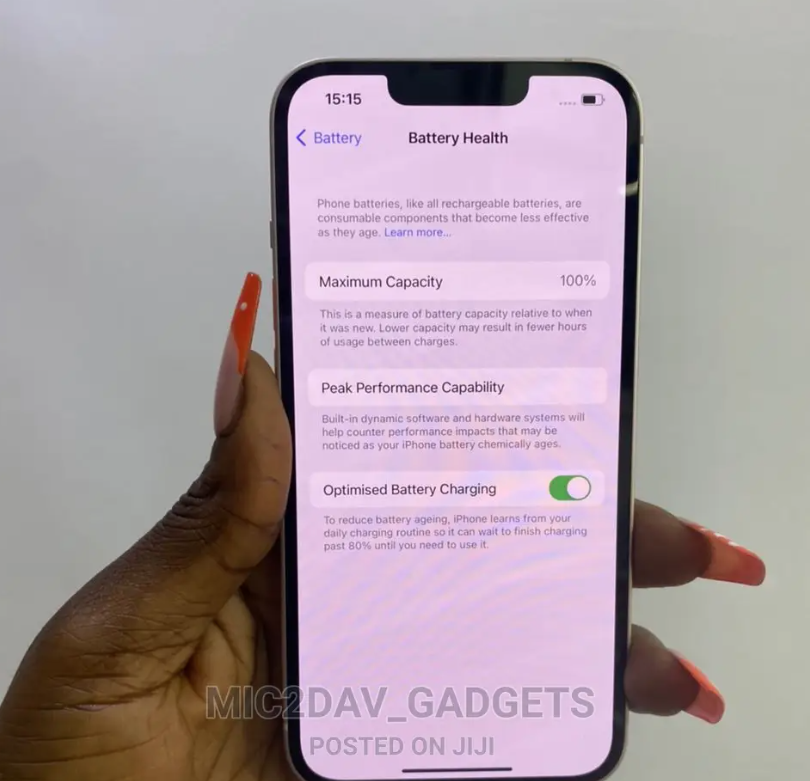 15:15
Battery
Battery Health
Phone batteries, like all rechargeable batteries, are
consumable components that become less effective
as they age. Learn more...
Maximum Capacity 100%
This is a measure of battery capacity relative to when
it was new. Lower capacity may result in fewer hours
of usage between charges.
Peak Performance Capability
Built-in dynamic software and hardware systems will
help counter performance impacts that may be
noticed as your iPhone battery chemically ages.
Optimised Battery Charging
To reduce battery ageing, iPhone learns from your
daily charging routine so it can wait to finish charging
past 80% until you need to use it.
MIC2DAV_GADGETS
POSTED ON JIJI